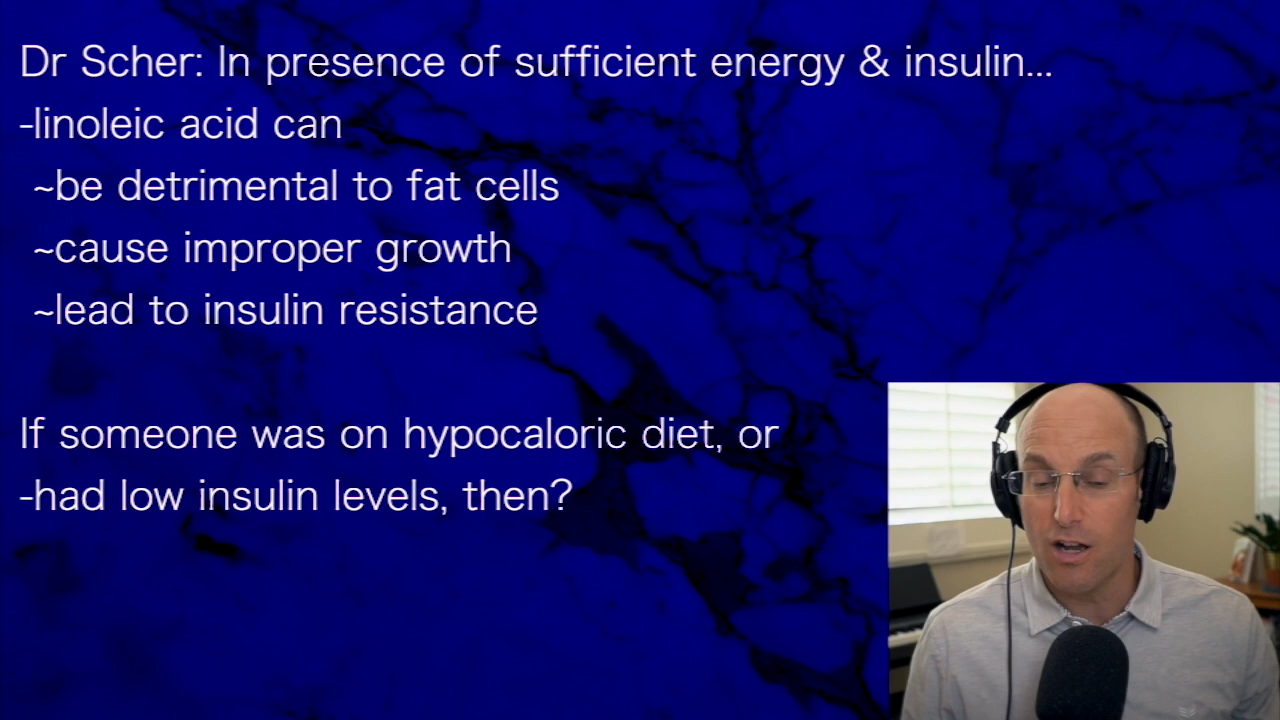 Dr Scher: In presence of sufficient energy & insulin...
-linoleic acid can
~be detrimental to fat cells
~cause improper growth
~lead to insulin resistance
If someone was on hypocaloric diet, or
-had low insulin levels, then?